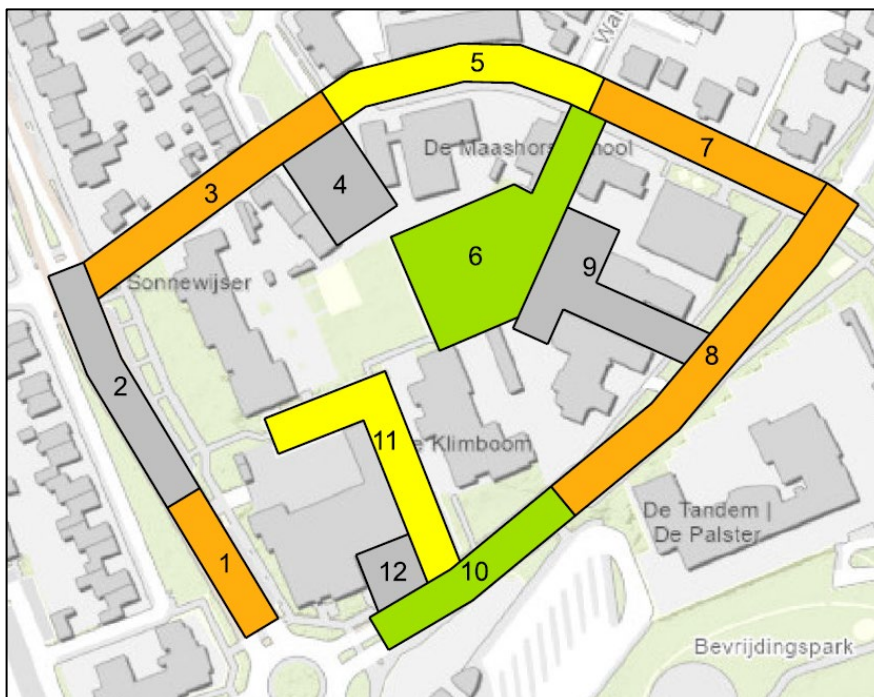 5
Wal
7
De Maashorst school
3
4
6
9
Sonnewijser
8
2
11
e Klimboom
De Tandem |
De Palster
1
12
10
Bevrijdingspark